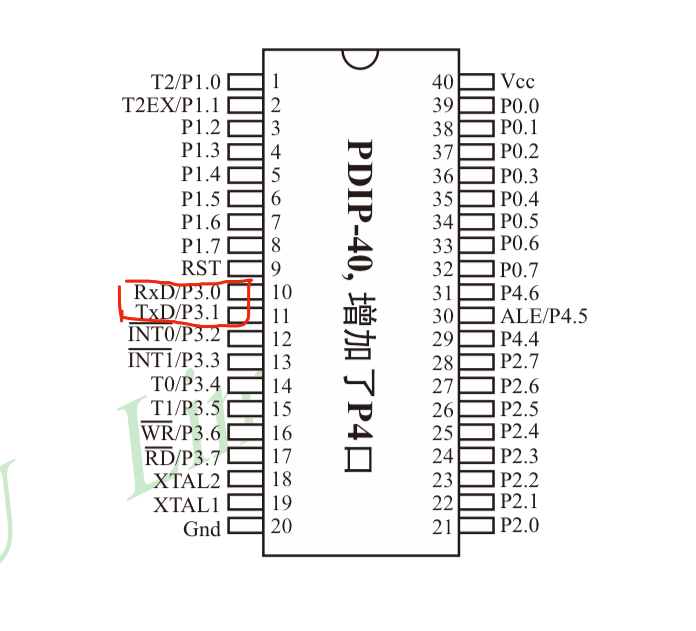 T2/P1.0 1 40 Vcc
T2EX/P1.1 2 39 P0.0
P1.2 3 38 P0.1
P1.3 4 37 P0.2
P1.4 5 36 P0.3
P1.5 6 35 P0.4
P1.6 7 34 P0.5
P1.7 8 33 P0.6
RST 9 32 P0.7
RxD/P3.0 10 31 P4.6
TxD/P3.1 11 30 ALE/P4.5
INT0/P3.2 12 29 P4.4
INT1/P3.3 13 28 P2.7
T0/P3.4 14 27 P2.6
T1/P3.5 15 26 P2.5
WR/P3.6 16 25 P2.4
RD/P3.7 17 24 P2.3
XTAL2 18 23 P2.2
XTAL1 19 22 P2.1
Gnd 20 21 P2.0
PDIP-40, 增加了P4口